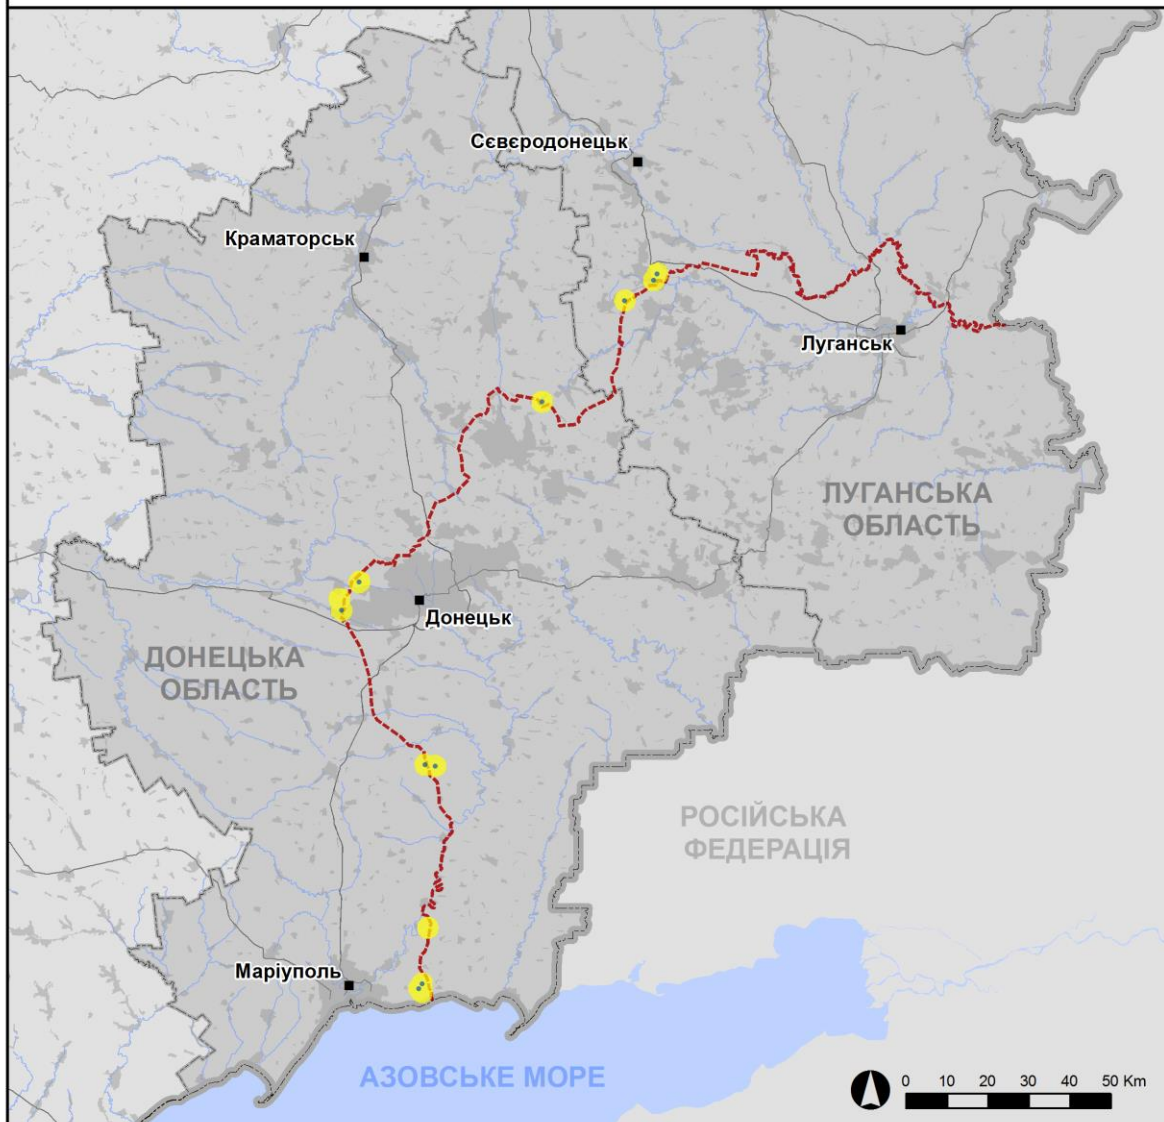 Сєвєродонецьк
Краматорськ
Луганськ
ЛУГАНСЬКА
ОБЛАСТЬ
Донецьк
ДОНЕЦЬКА
ОБЛАСТЬ
РОСІЙСЬКА
ФЕДЕРАЦІЯ
Маріуполь
АЗОВСЬКЕ МОРЕ
0 10 20 30 40 50 Km